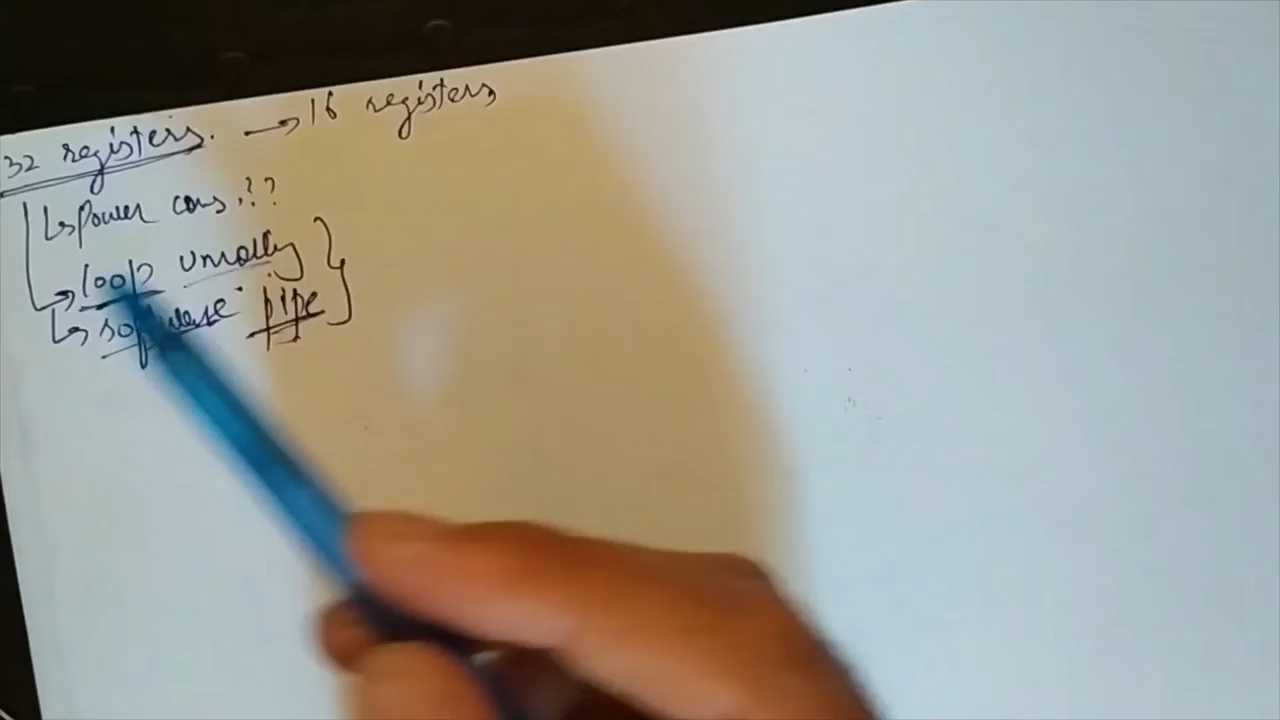 32 registers. → 16 registers
↳ Power cons.??
→ loop unrolling
↳ software pipe